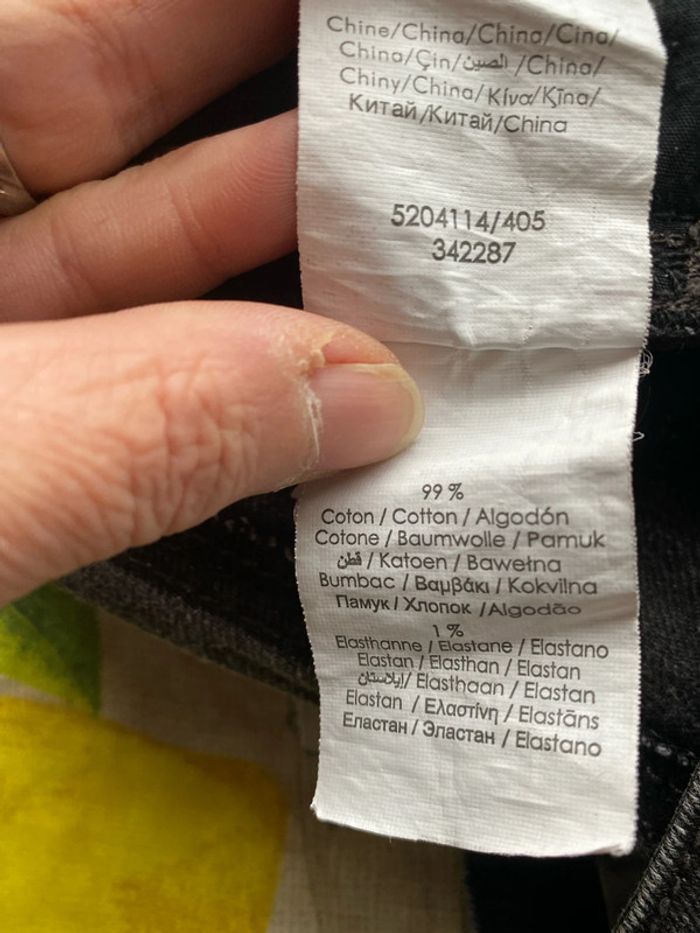 Chine/China/China/Cina/
China/Çin/الصين /China/
Chiny/China/Κίνα/Ķīna/
Китай/Китай/China
5204114/405
342287
99 %
Coton / Cotton / Algodón
Cotone / Baumwolle / Pamuk
قطن / Katoen / Bawełna
Bumbac / Βαμβάκι / Kokvilna
Памук / Хлопок /Algodão
1 %
Elasthanne / Elastane / Elastano
Elastan / Elasthan / Elastan
إيلاستان/ Elasthaan / Elastan
Elastan / Ελαστίνη / Elastāns
Еластан / Эластан / Elastano